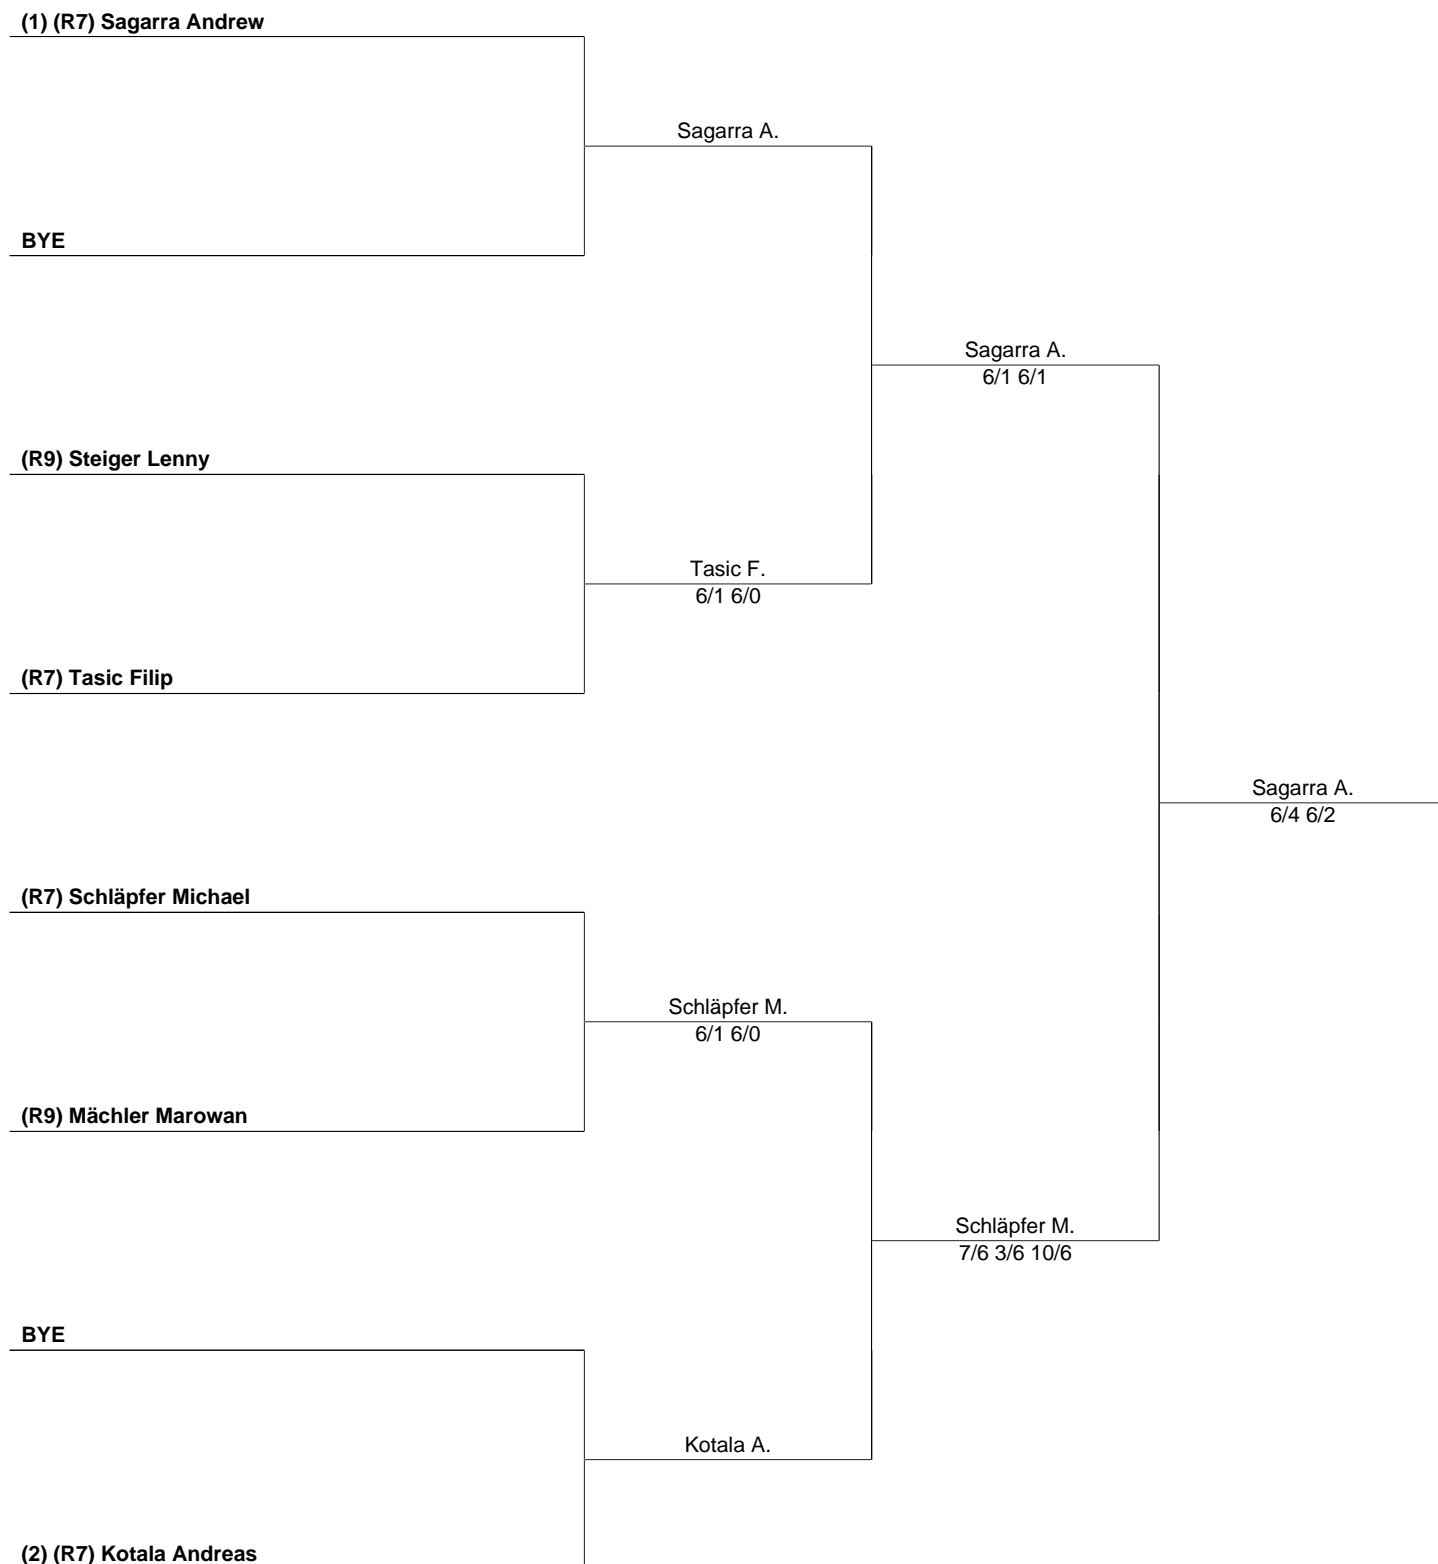 (1) (R7) Sagarra Andrew
Sagarra A.
BYE
Sagarra A.
6/1 6/1
(R9) Steiger Lenny
Tasic F.
6/1 6/0
(R7) Tasic Filip
Sagarra A.
6/4 6/2
(R7) Schläpfer Michael
Schläpfer M.
6/1 6/0
(R9) Mächler Marowan
Schläpfer M.
7/6 3/6 10/6
BYE
Kotala A.
(2) (R7) Kotala Andreas